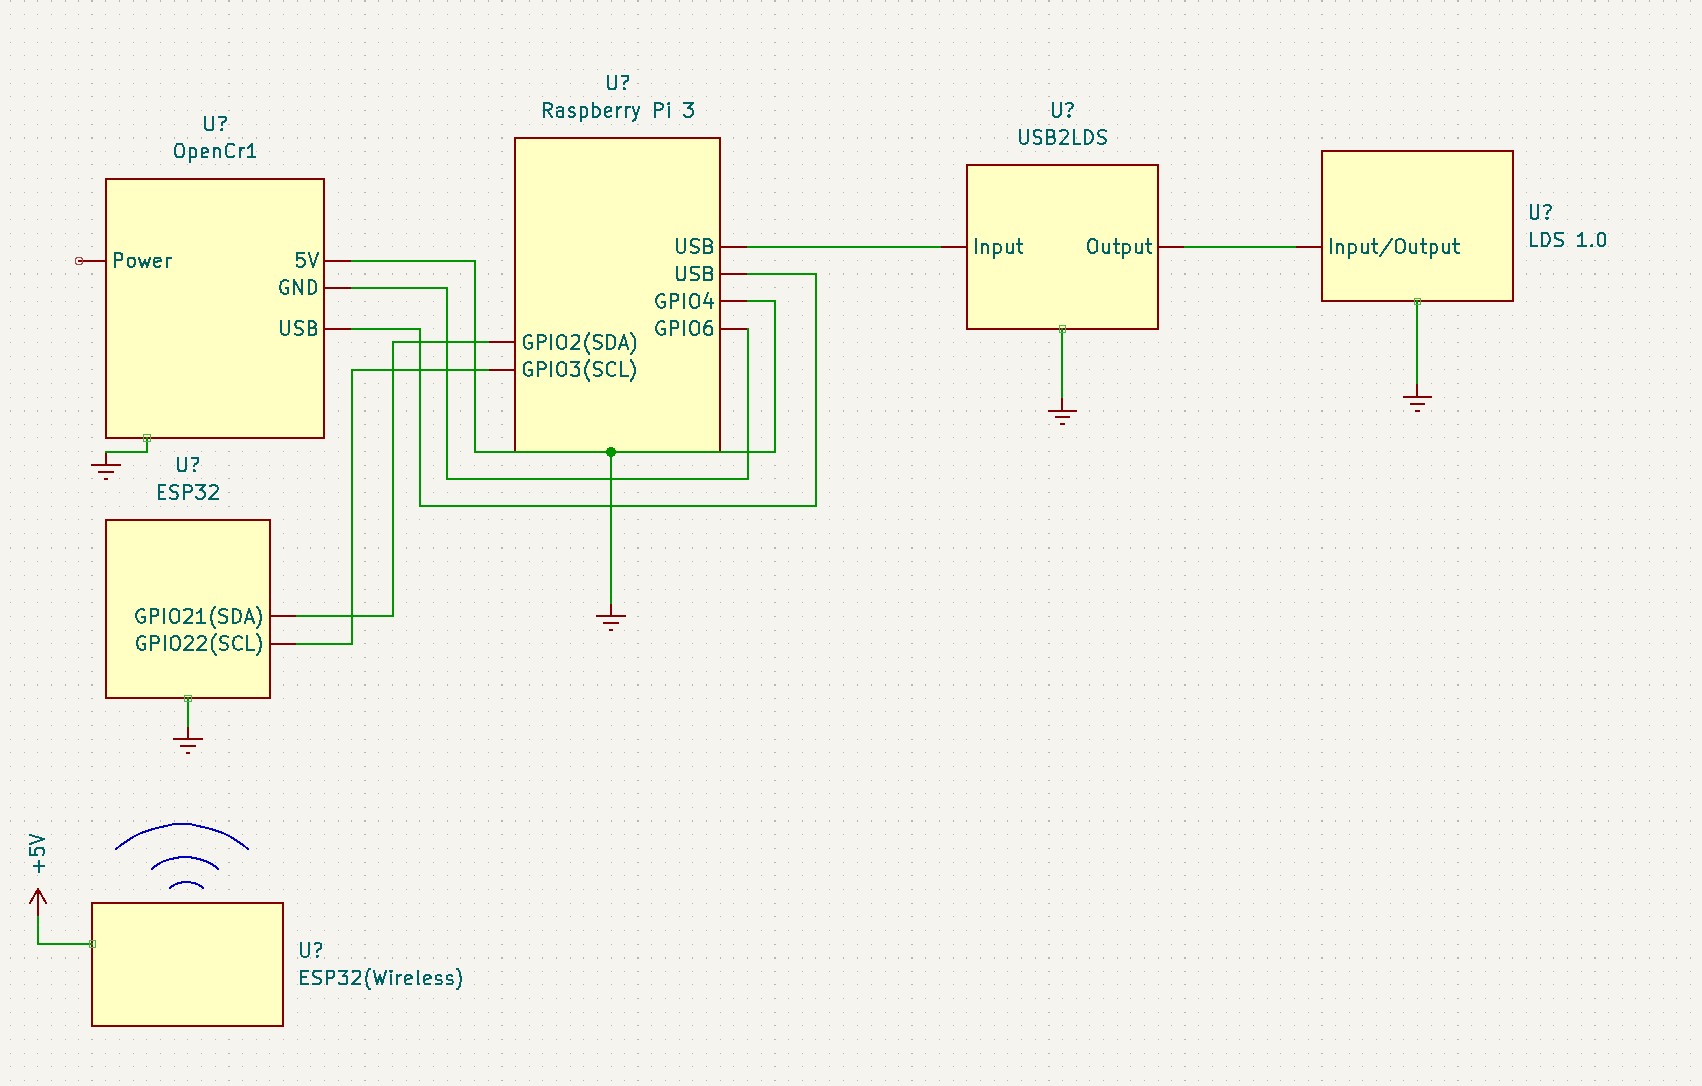 U?
OpenCr1
Power
5V
GND
USB
U?
Raspberry Pi 3
USB
USB
GPIO4
GPIO6
GPIO2(SDA)
GPIO3(SCL)
U?
USB2LDS
Input
Output
Input/Output
U?
LDS 1.0
U?
ESP32
GPIO21(SDA)
GPIO22(SCL)
+5V
U?
ESP32(Wireless)